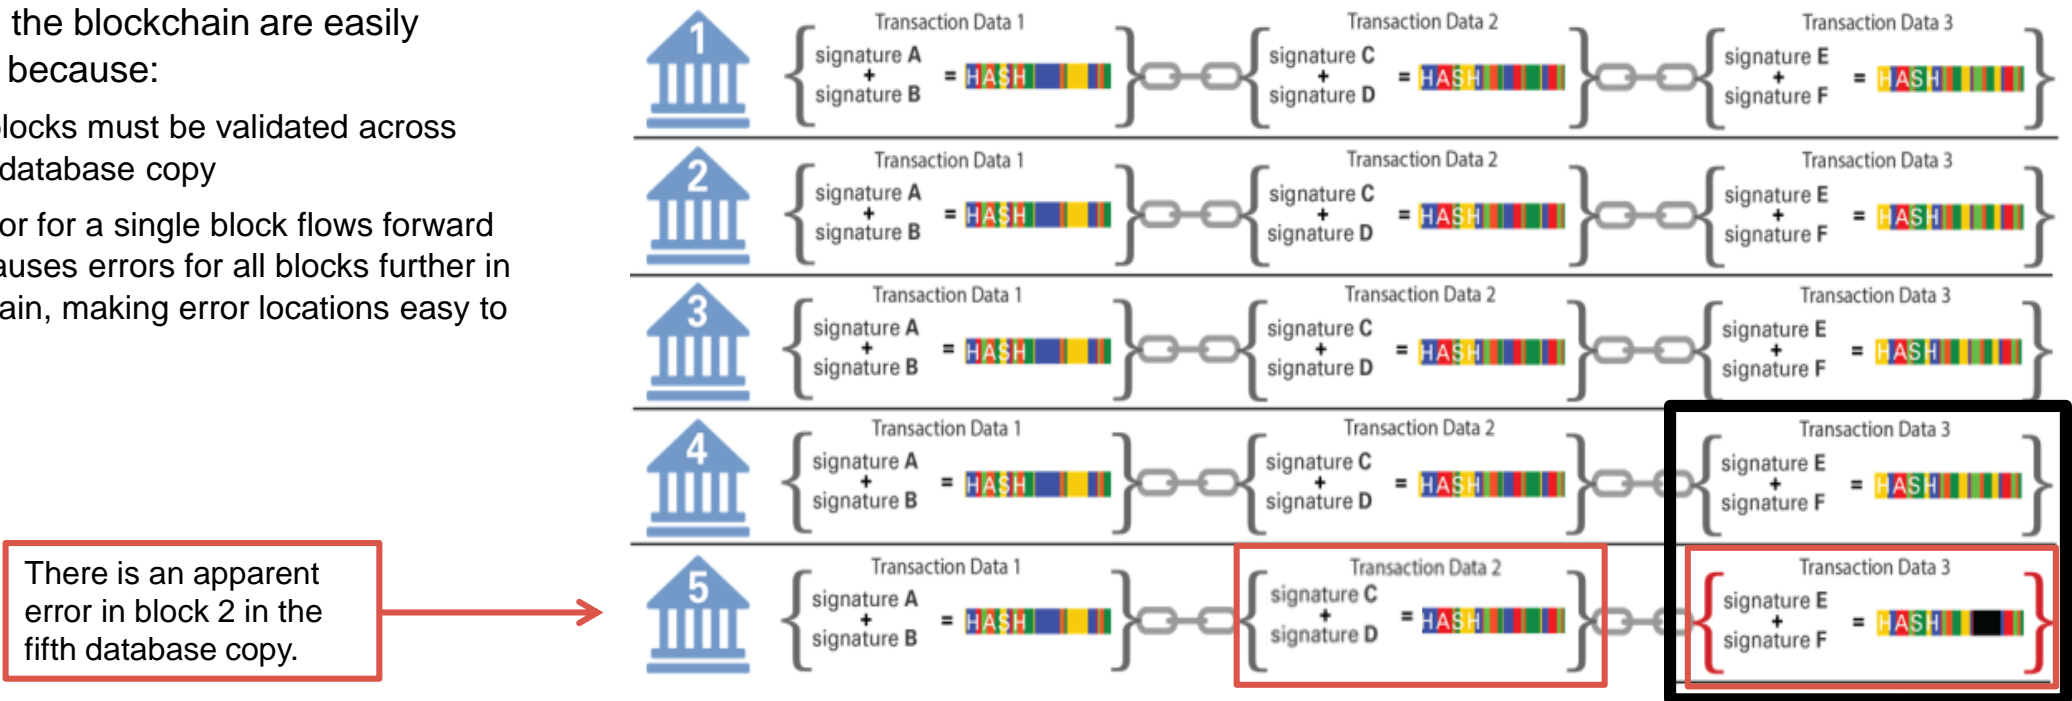 the blockchain are easily
because:
locks must be validated across
database copy
or for a single block flows forward
auses errors for all blocks further in
ain, making error locations easy to
There is an apparent
error in block 2 in the
fifth database copy.
1
Transaction Data 1
signature A
+
signature B
= HASH
Transaction Data 2
signature C
+
signature D
= HASH
Transaction Data 3
signature E
+
signature F
= HASH
2
Transaction Data 1
signature A
+
signature B
= HASH
Transaction Data 2
signature C
+
signature D
= HASH
Transaction Data 3
signature E
+
signature F
= HASH
3
Transaction Data 1
signature A
+
signature B
= HASH
Transaction Data 2
signature C
+
signature D
= HASH
Transaction Data 3
signature E
+
signature F
= HASH
4
Transaction Data 1
signature A
+
signature B
= HASH
Transaction Data 2
signature C
+
signature D
= HASH
Transaction Data 3
signature E
+
signature F
= HASH
5
Transaction Data 1
signature A
+
signature B
= HASH
Transaction Data 2
signature C
+
signature D
= HASH
Transaction Data 3
signature E
+
signature F
= HASH